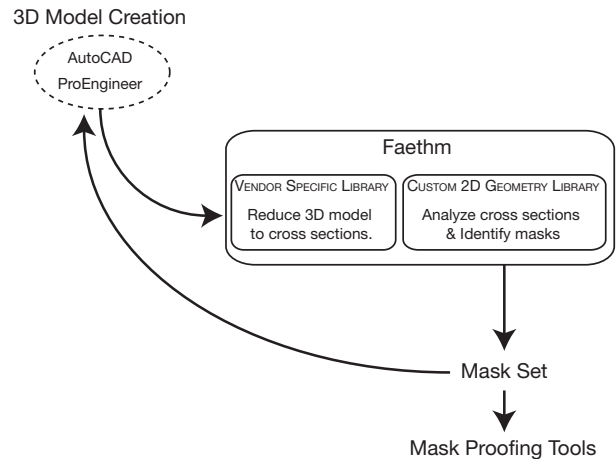 3D Model Creation
AutoCAD
ProEngineer
Faethm
VENDOR SPECIFIC LIBRARY
Reduce 3D model
to cross sections.
CUSTOM 2D GEOMETRY LIBRARY
Analyze cross sections
& Identify masks
Mask Set
Mask Proofing Tools